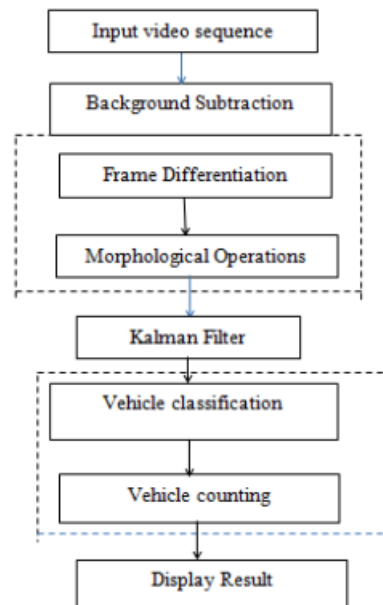 Input video sequence
Background Subtraction
Frame Differentiation
Morphological Operations
Kalman Filter
Vehicle classification
Vehicle counting
Display Result